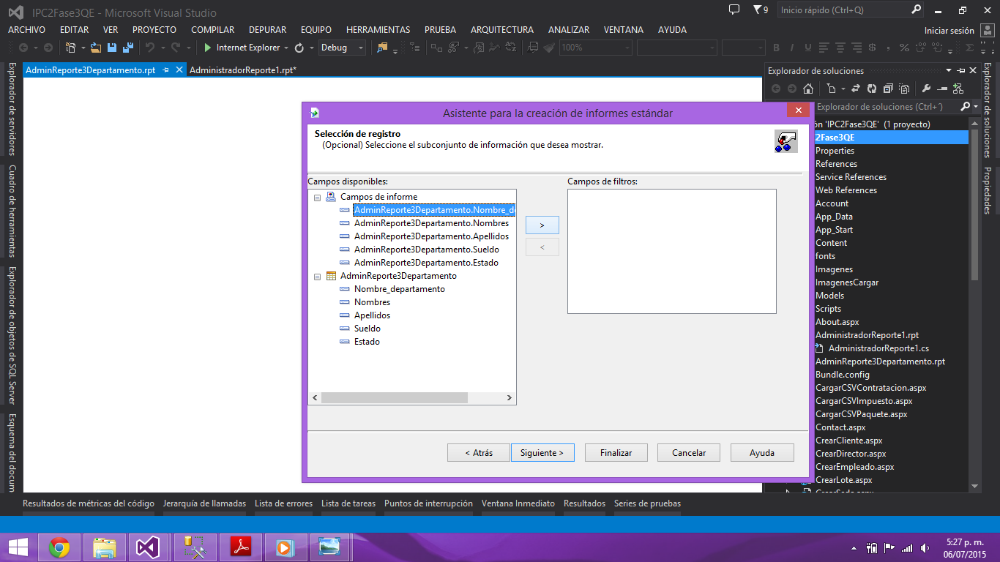 IPC2Fase3QE - Microsoft Visual Studio
9
Inicio rápido (Ctrl+Q)
ARCHIVO EDITAR VER PROYECTO COMPILAR DEPURAR EQUIPO HERRAMIENTAS PRUEBA ARQUITECTURA ANALIZAR VENTANA AYUDA
Iniciar sesión
Internet Explorer
Debug
100%
AdminReporte3Departamento.rpt
AdministradorReporte1.rpt*
Explorador de servidores
Cuadro de herramientas
Explorador de objetos de SQL Server
Esquema del docum
Asistente para la creación de informes estándar
Selección de registro
(Opcional) Seleccione el subconjunto de información que desea mostrar.
Campos disponibles:
Campos de informe
AdminReporte3Departamento.Nombre_de
AdminReporte3Departamento.Nombres
AdminReporte3Departamento.Apellidos
AdminReporte3Departamento.Sueldo
AdminReporte3Departamento.Estado
AdminReporte3Departamento
Nombre_departamento
Nombres
Apellidos
Sueldo
Estado
>
<
Campos de filtros:
< Atrás
Siguiente >
Finalizar
Cancelar
Ayuda
Explorador de soluciones
Explorador de soluciones (Ctrl+´)
ón 'IPC2Fase3QE' (1 proyecto)
2Fase3QE
Properties
References
Service References
Web References
Account
App_Data
App_Start
Content
fonts
Imagenes
ImagenesCargar
Models
Scripts
About.aspx
AdministradorReporte1.rpt
AdministradorReporte1.cs
AdminReporte3Departamento.rpt
Bundle.config
CargarCSVContratacion.aspx
CargarCSVImpuesto.aspx
CargarCSVPaquete.aspx
Contact.aspx
CrearCliente.aspx
CrearDirector.aspx
CrearEmpleado.aspx
CrearLote.aspx
Explorador de soluciones
Propiedades
Resultados de métricas del código
Jerarquía de llamadas
Lista de errores
Lista de tareas
Puntos de interrupción
Ventana Inmediato
Resultados
Series de pruebas
5:27 p. m.
06/07/2015